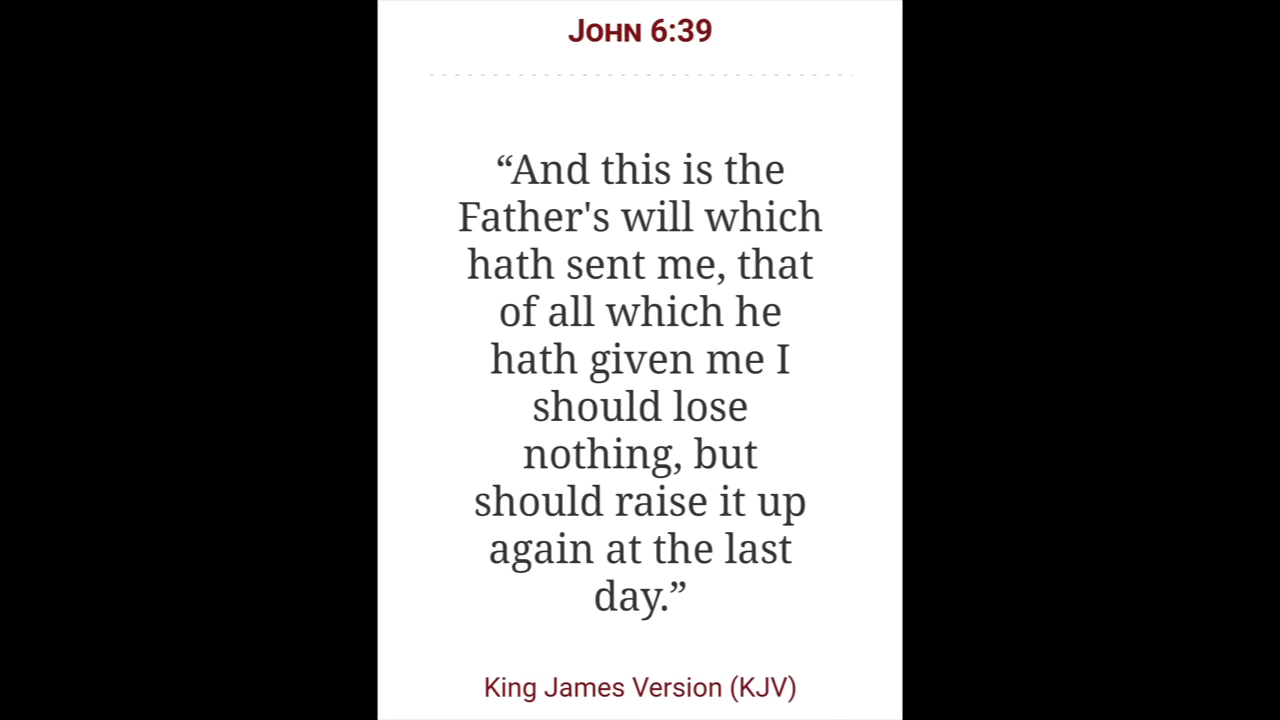 John 6:39
“And this is the
Father's will which
hath sent me, that
of all which he
hath given me I
should lose
nothing, but
should raise it up
again at the last
day.”
King James Version (KJV)